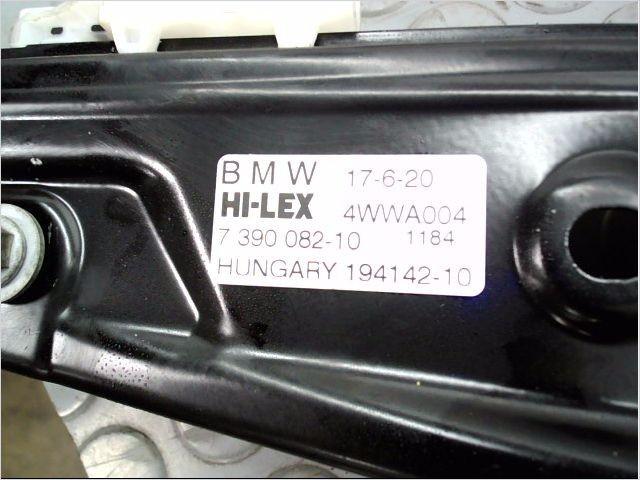 BMW 17-6-20
HI-LEX 4WWA004
7 390 082-10 1184
HUNGARY 194142-10